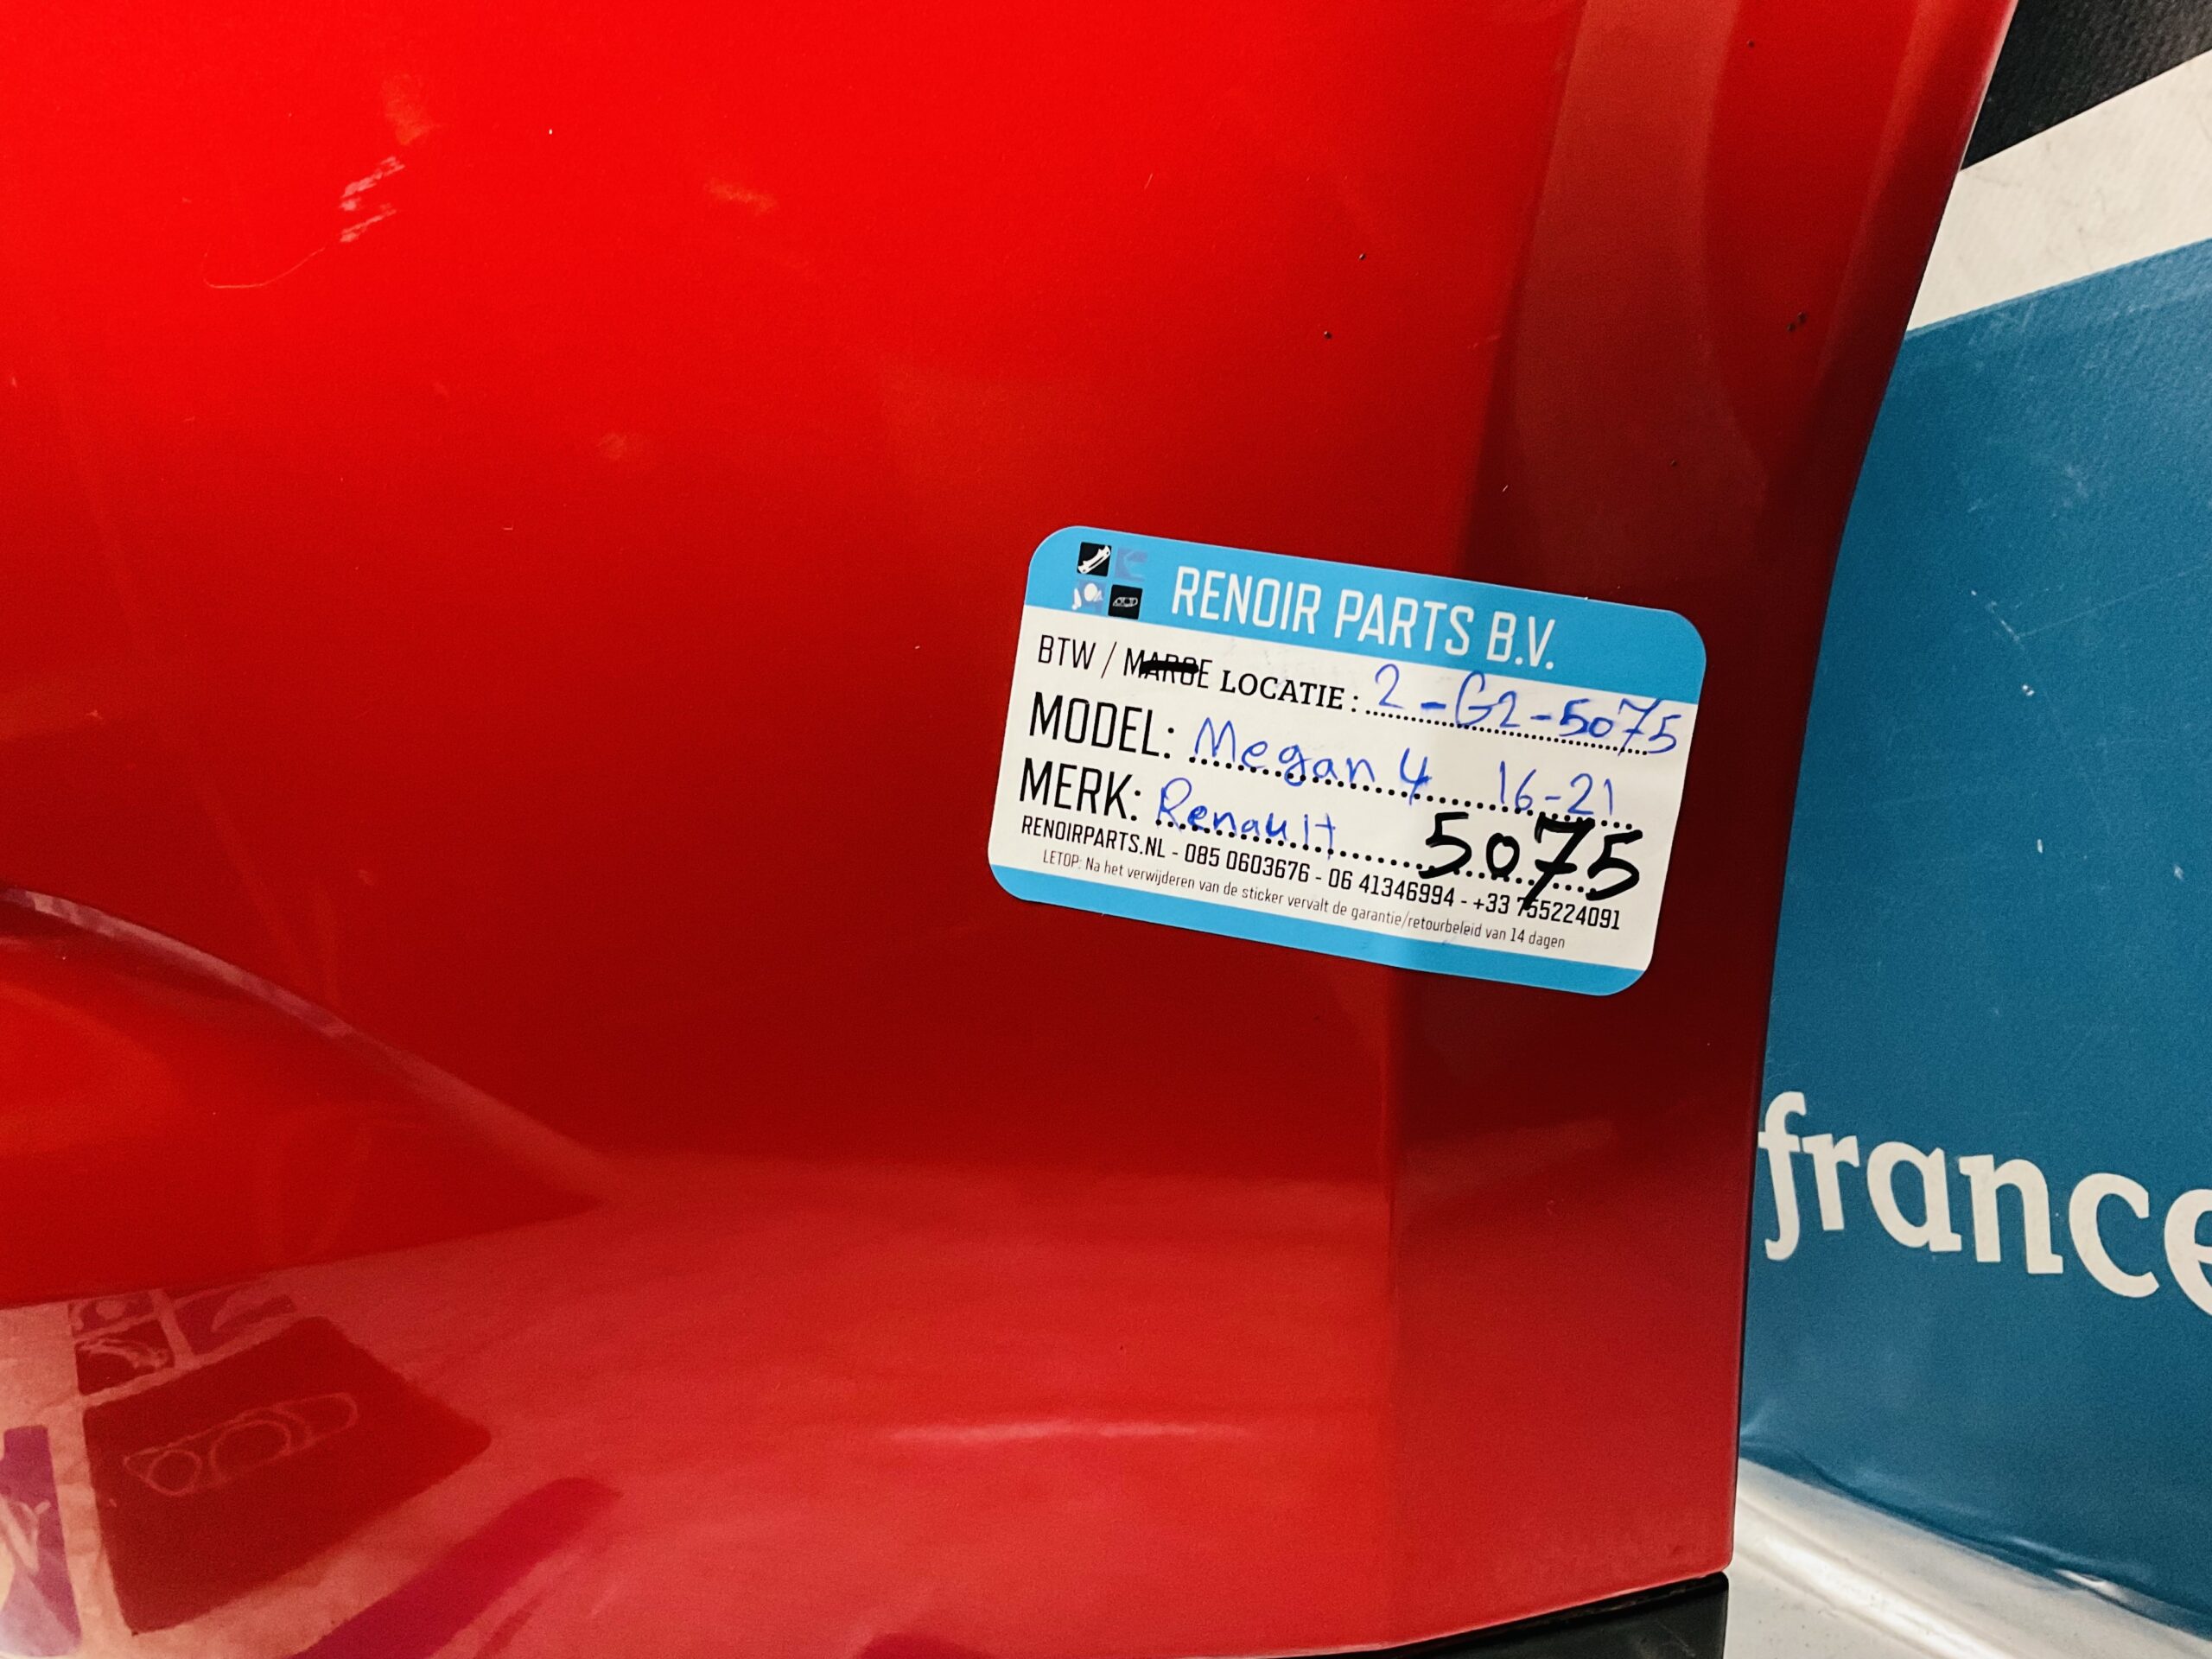 RENOIR PARTS B.V.
BTW / MARGE LOCATIE: 2-G2-5075
MODEL: Megan 4 16-21
MERK: Renault 5075
RENOIRPARTS.NL - 085 0603676 - 06 41346994 - +33 755224091
LETOP: Na het verwijderen van de sticker vervalt de garantie/retourbeleid van 14 dagen
france